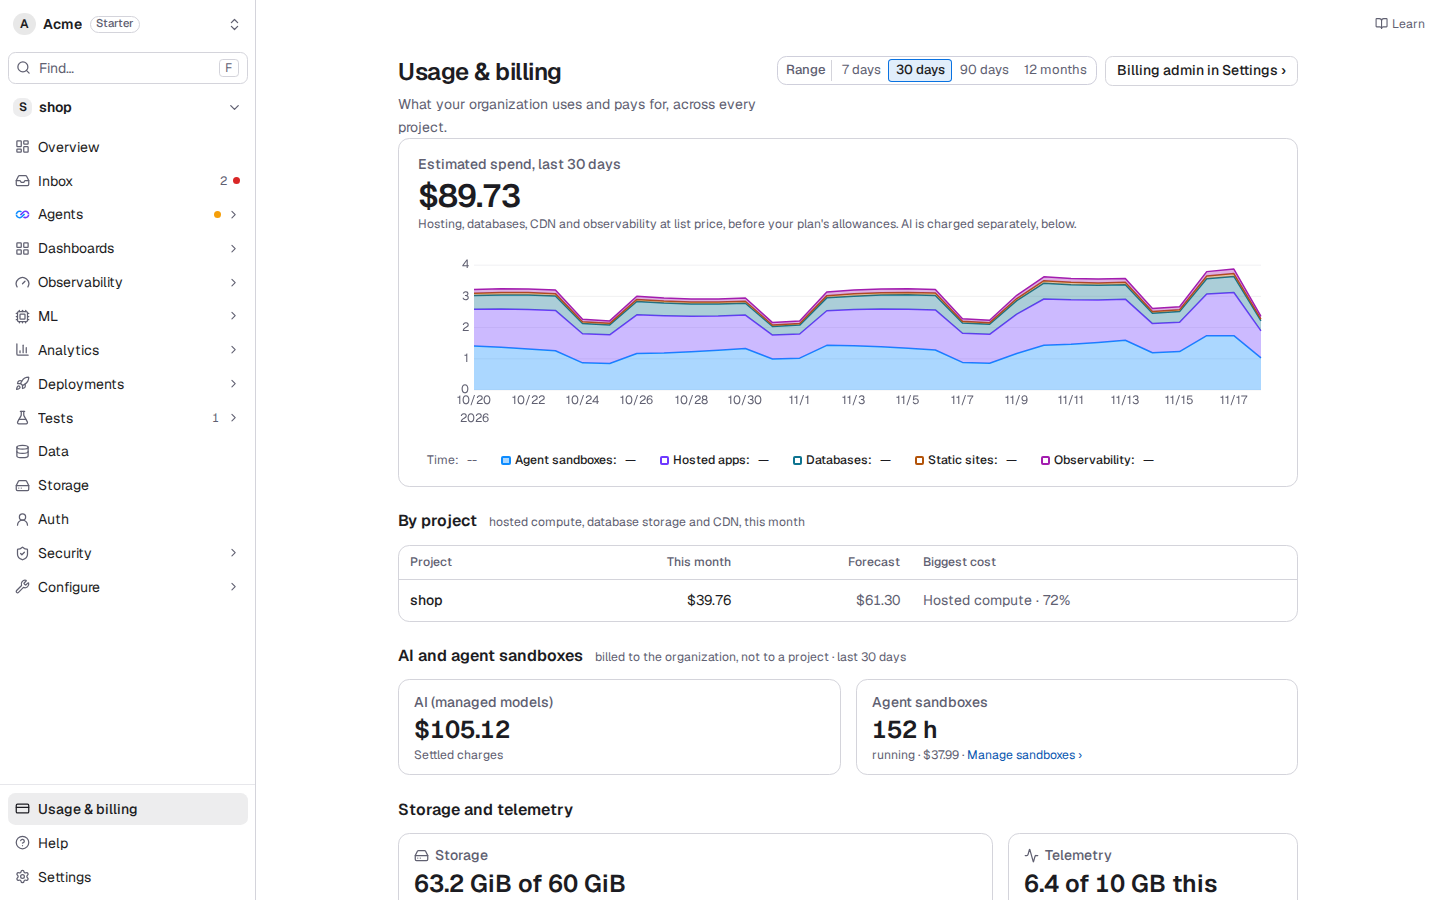 A Acme Starter
Find... F
S shop
Overview
Inbox 2
Agents
Dashboards
Observability
ML
Analytics
Deployments
Tests 1
Data
Storage
Auth
Security
Configure
Usage & billing
Help
Settings
Learn
Usage & billing
Range 7 days 30 days 90 days 12 months
Billing admin in Settings ›
What your organization uses and pays for, across every
project.
Estimated spend, last 30 days
$89.73
Hosting, databases, CDN and observability at list price, before your plan's allowances. AI is charged separately, below.
4
3
2
1
0
10/20 10/22 10/24 10/26 10/28 10/30 11/1 11/3 11/5 11/7 11/9 11/11 11/13 11/15 11/17
2026
Time: -- Agent sandboxes: — Hosted apps: — Databases: — Static sites: — Observability: —
By project hosted compute, database storage and CDN, this month
Project This month Forecast Biggest cost
shop $39.76 $61.30 Hosted compute · 72%
AI and agent sandboxes billed to the organization, not to a project · last 30 days
AI (managed models)
$105.12
Settled charges
Agent sandboxes
152 h
running · $37.99 · Manage sandboxes ›
Storage and telemetry
Storage
63.2 GiB of 60 GiB
Telemetry
6.4 of 10 GB this